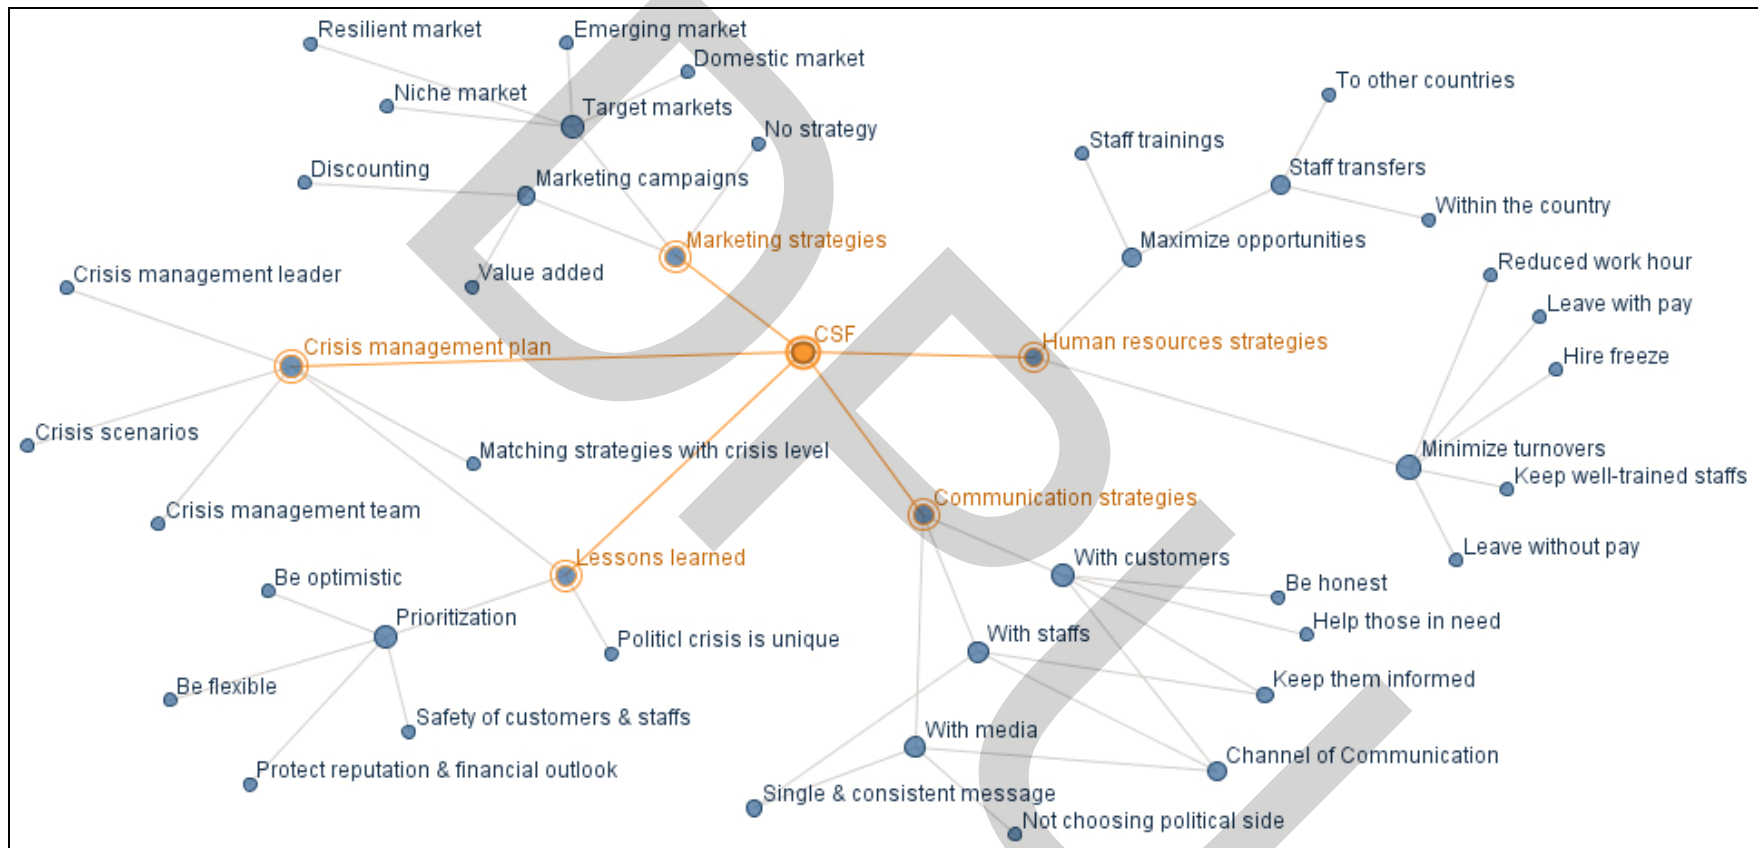 Resilient market
Emerging market
Domestic market
Niche market
Target markets
No strategy
Discounting
Marketing campaigns
Marketing strategies
Value added
To other countries
Staff trainings
Staff transfers
Within the country
Maximize opportunities
Reduced work hour
Leave with pay
Hire freeze
Crisis management leader
Crisis management plan
CSF
Human resources strategies
Crisis scenarios
Matching strategies with crisis level
Minimize turnovers
Keep well-trained staffs
Crisis management team
Communication strategies
Leave without pay
Lessons learned
With customers
Be optimistic
Be honest
Prioritization
Politicl crisis is unique
With staffs
Help those in need
Be flexible
Keep them informed
Safety of customers & staffs
With media
Channel of Communication
Protect reputation & financial outlook
Single & consistent message
Not choosing political side